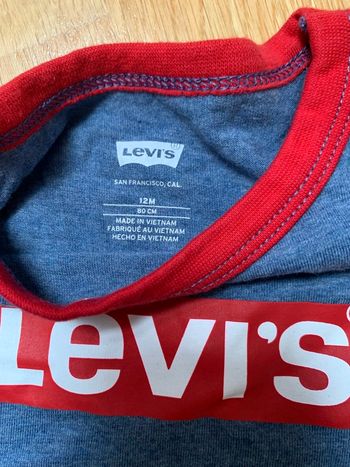 Levi's
SAN FRANCISCO, CAL.
12M
80 CM
MADE IN VIETNAM
FABRIQUÉ AU VIETNAM
HECHO EN VIETNAM
Levi's®